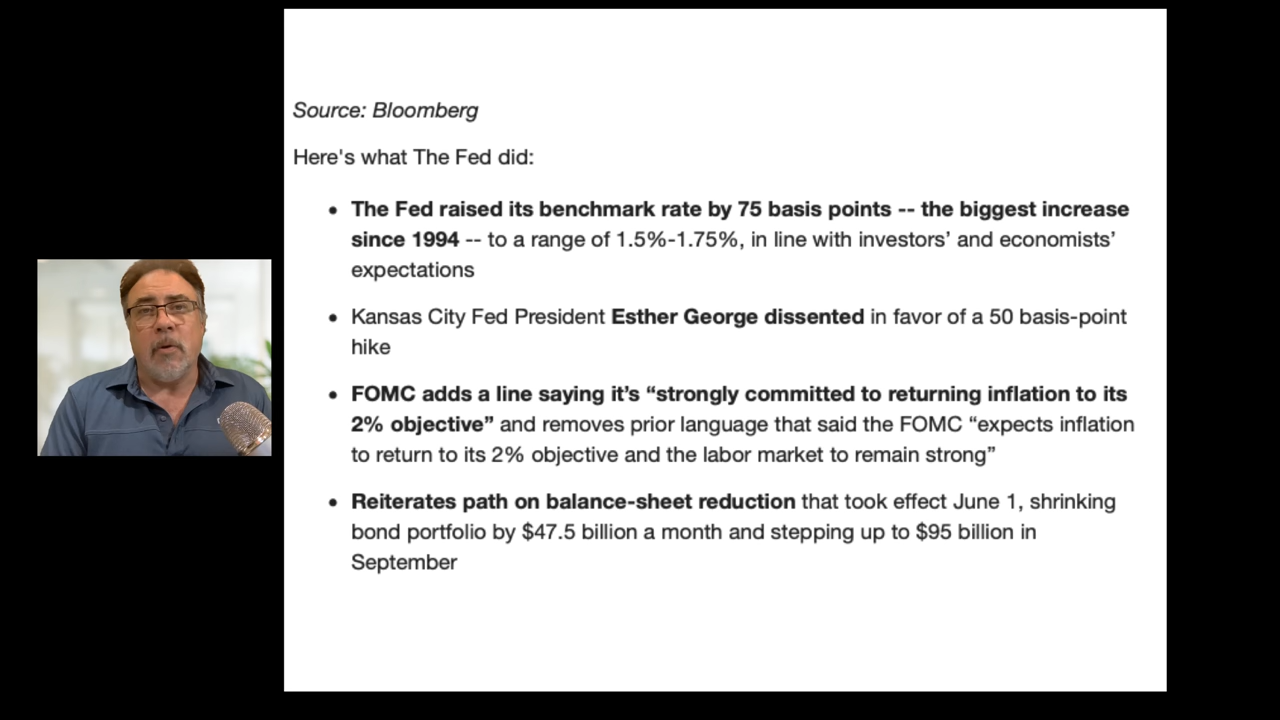 Source: Bloomberg
Here's what The Fed did:
• The Fed raised its benchmark rate by 75 basis points -- the biggest increase
since 1994 -- to a range of 1.5%-1.75%, in line with investors’ and economists’
expectations
• Kansas City Fed President Esther George dissented in favor of a 50 basis-point
hike
• FOMC adds a line saying it’s “strongly committed to returning inflation to its
2% objective” and removes prior language that said the FOMC “expects inflation
to return to its 2% objective and the labor market to remain strong”
• Reiterates path on balance-sheet reduction that took effect June 1, shrinking
bond portfolio by $47.5 billion a month and stepping up to $95 billion in
September